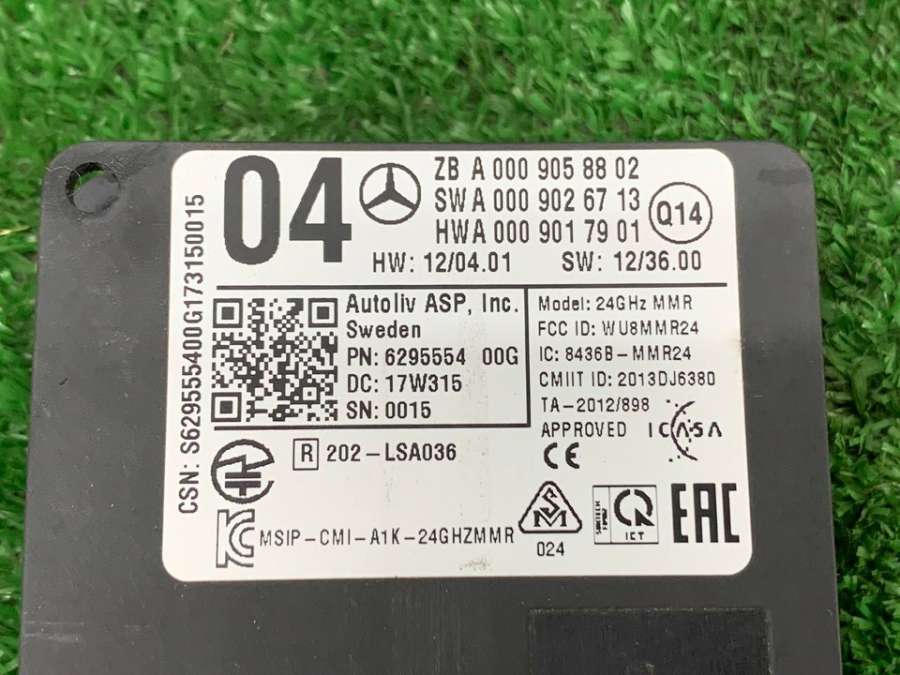 04
ZB A 000 905 88 02
SW A 000 902 67 13
HW A 000 901 79 01
Q14
HW: 12/04.01 SW: 12/36.00
CSN: S629555400G173150015
Autoliv ASP, Inc.
Sweden
PN: 6295554 00G
DC: 17W315
SN: 0015
Model: 24GHz MMR
FCC ID: WU8MMR24
IC: 8436B-MMR24
CMIIT ID: 2013DJ6380
TA-2012/898
APPROVED ICASA
R 202-LSA036
CE
MSIP-CMI-A1K-24GHZMMR
024
ICT
EAC